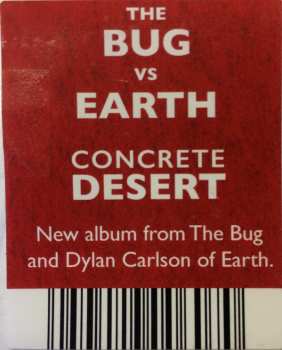 THE
BUG
VS
EARTH
CONCRETE
DESERT
New album from The Bug
and Dylan Carlson of Earth.